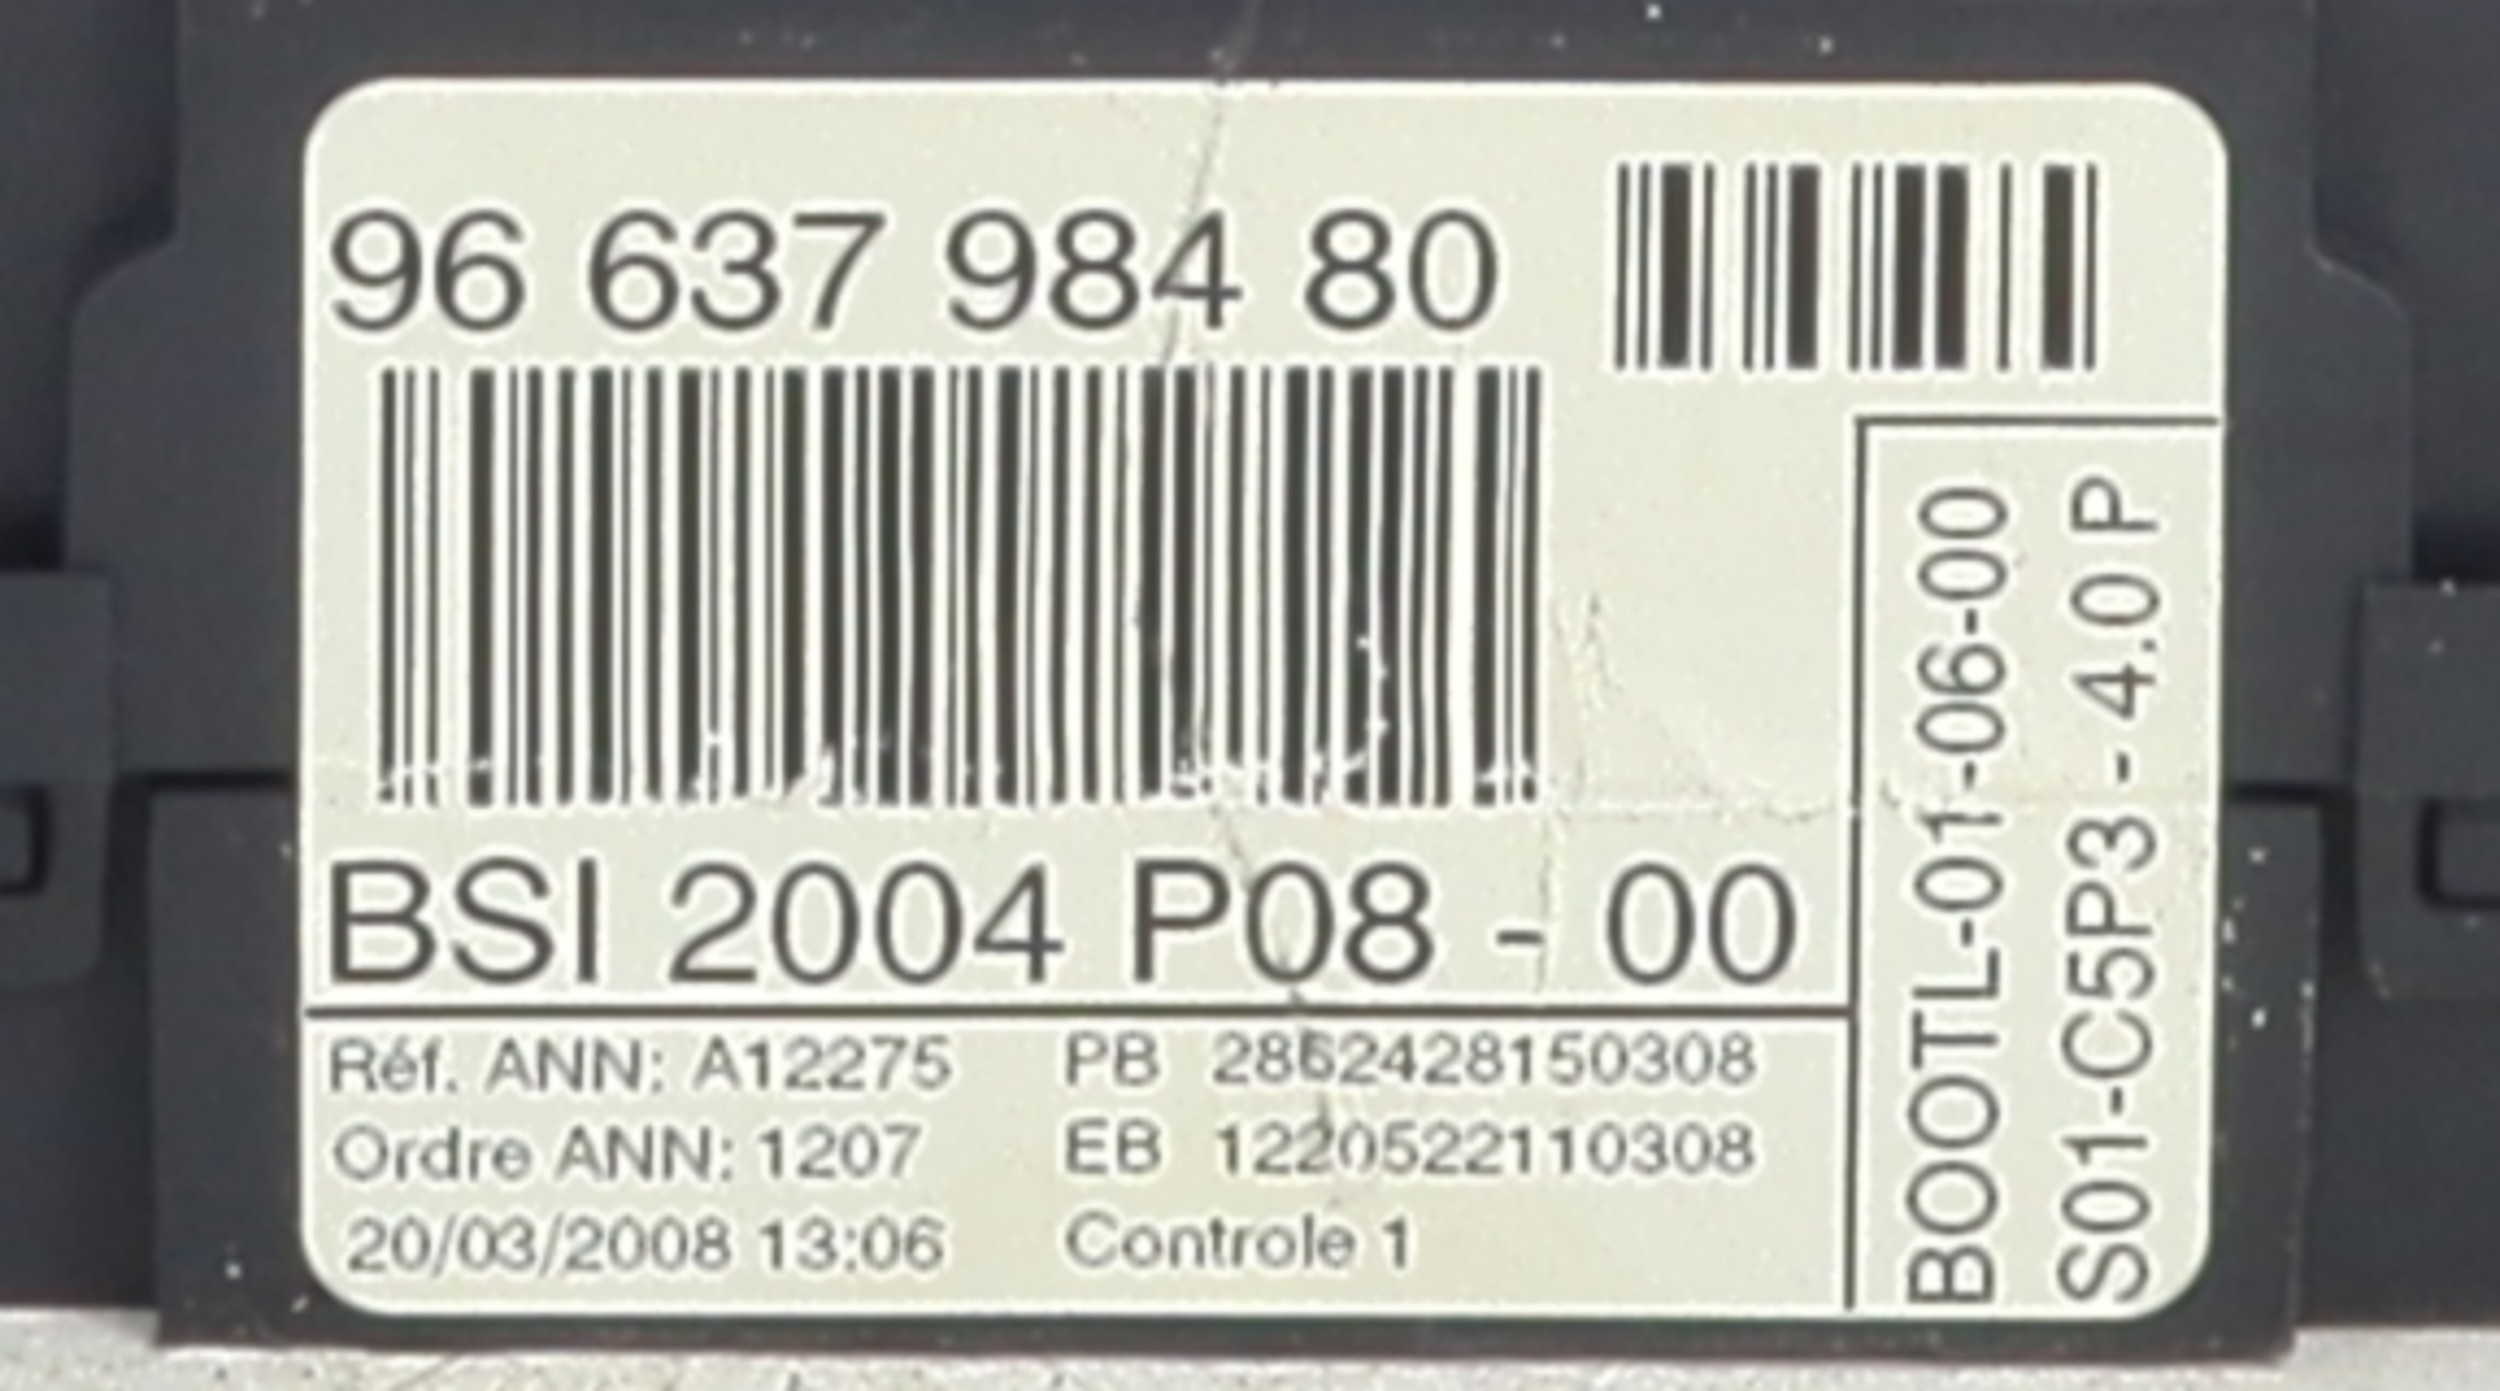 96 637 984 80
BSI 2004 P08 - 00
Réf. ANN: A12275
Ordre ANN: 1207
20/03/2008 13:06
PB 2862428150308
EB 1220522110308
Controle 1
BOOTL-01-06-00
S01-C5P3 - 4.0 P